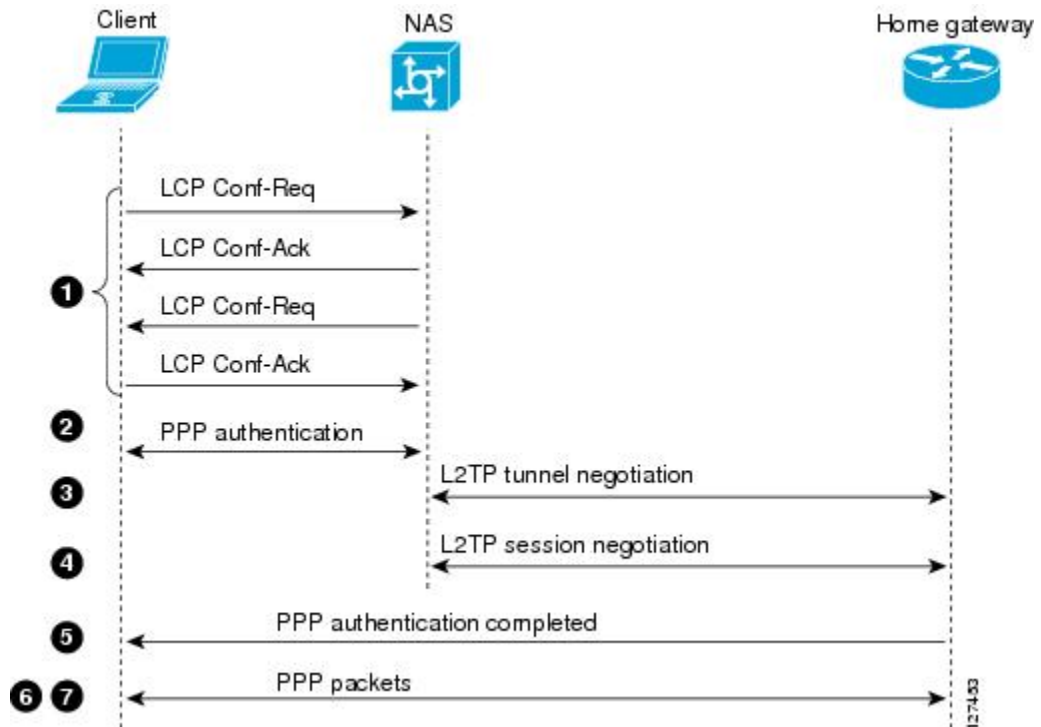 Client
NAS
Home gateway
LCP Conf-Req
LCP Conf-Ack
1
LCP Conf-Req
LCP Conf-Ack
2
PPP authentication
3
L2TP tunnel negotiation
4
L2TP session negotiation
5
PPP authentication completed
6 7
PPP packets
127453